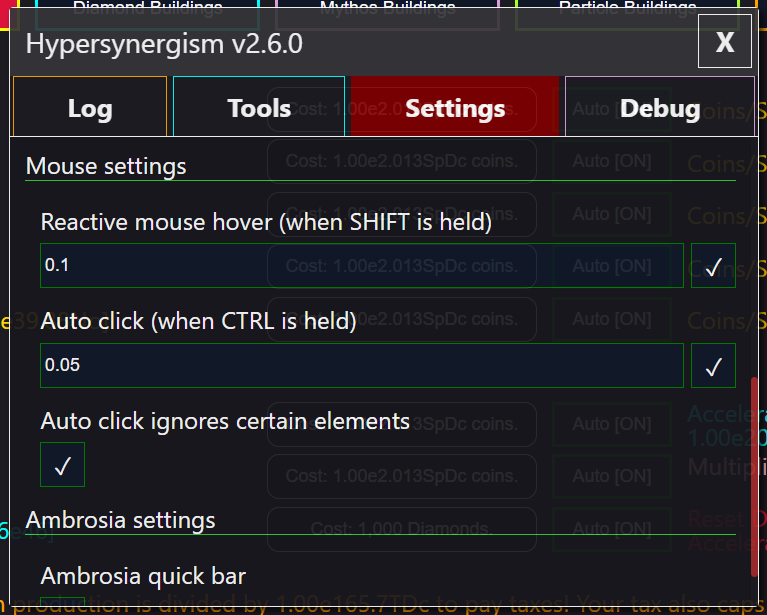 Diamond Buildings Mythos Buildings Particle Buildings
Hypersynergism v2.6.0 X
Log Tools Settings Debug
Cost: 1.00e2.013SpDc coins. Auto [ON] Coins/S
Mouse settings
Cost: 1.00e2.013SpDc coins. Auto [ON] Coins/S
Reactive mouse hover (when SHIFT is held)
Auto [ON] Coins/S
0.1 ✓
Cost: 1.00e2.013SpDc coins. Auto [ON] Coins/S
Auto click (when CTRL is held)
Auto [ON] Coins/S
0.05 ✓
Auto click ignores certain elements
Auto [ON]
1.00e20
✓
Cost: 1.00e2.013SpDc coins. Auto [ON]
Ambrosia settings
Cost: 1,000 Diamonds. Auto [ON] Reset
Ambrosia quick bar
production is divided by 1.00e165.7TDc to pay taxes! Your tax also caps